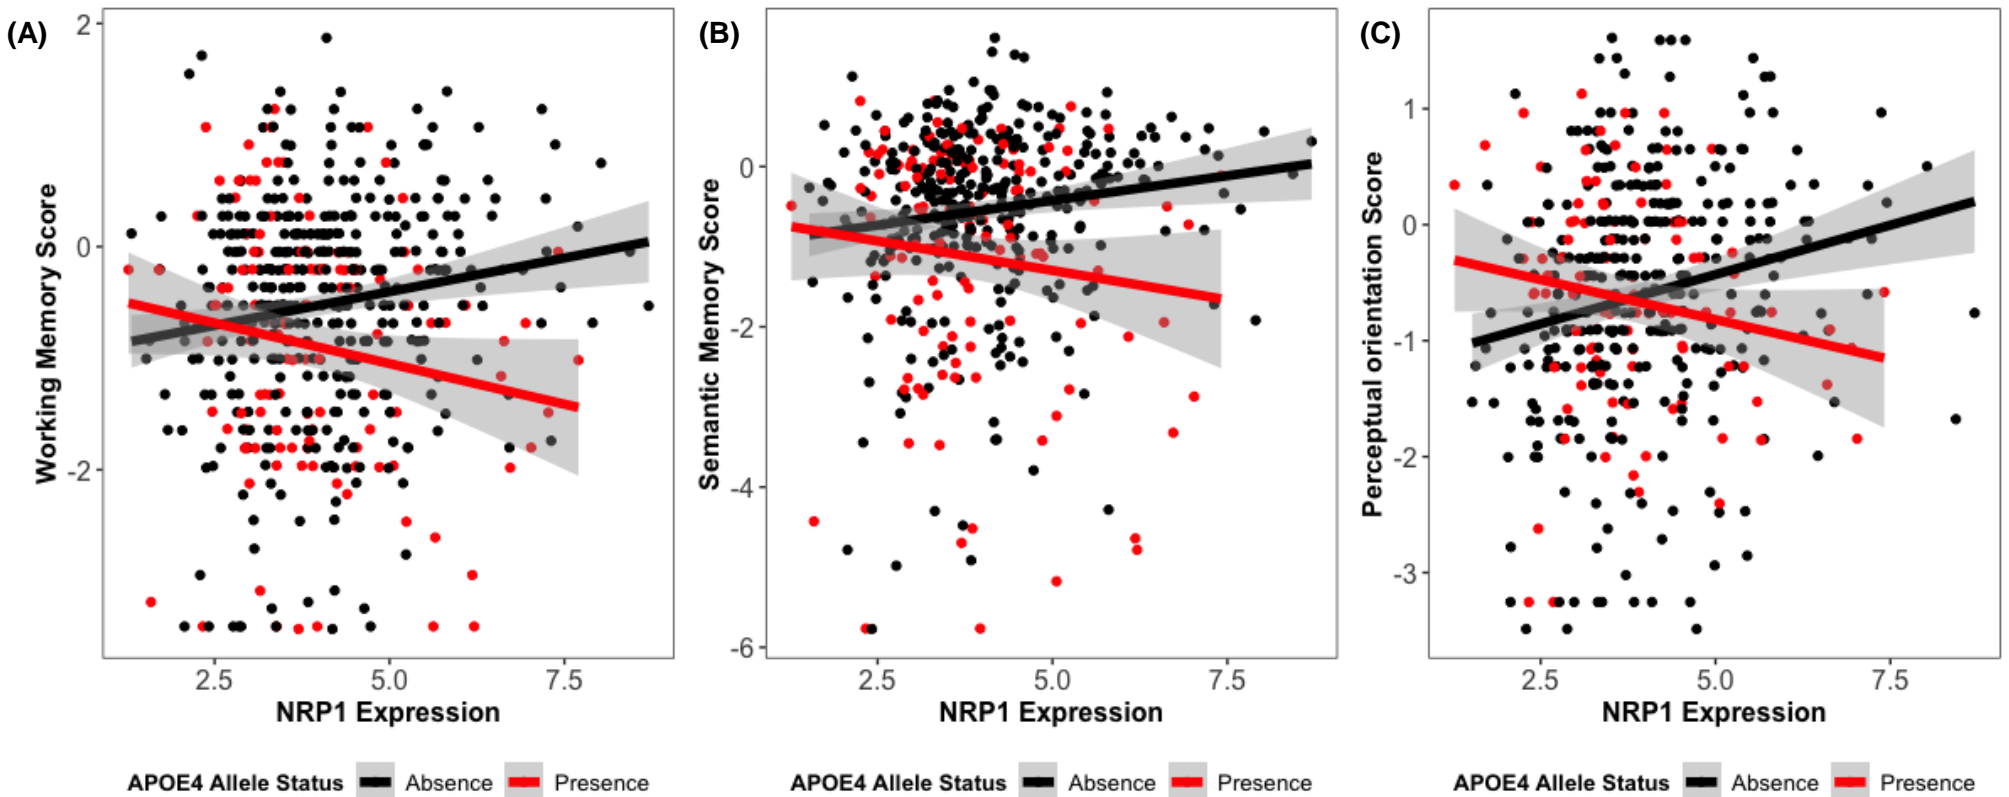 (A)
Working Memory Score
2
0
-2
2.5 5.0 7.5
NRP1 Expression
APOE4 Allele Status Absence Presence
(B)
Semantic Memory Score
0
-2
-4
-6
2.5 5.0 7.5
NRP1 Expression
APOE4 Allele Status Absence Presence
(C)
Perceptual orientation Score
1
0
-1
-2
-3
2.5 5.0 7.5
NRP1 Expression
APOE4 Allele Status Absence Presence